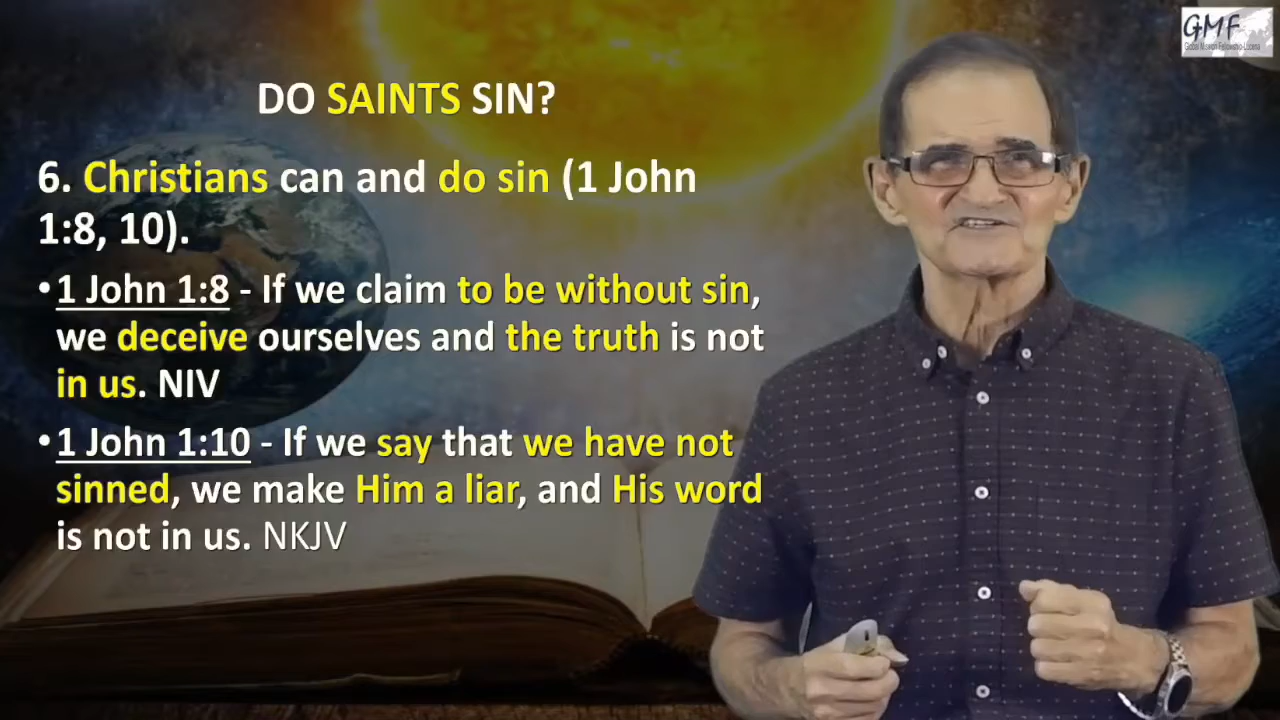 GMF
DO SAINTS SIN?
6. Christians can and do sin (1 John
1:8, 10).
• 1 John 1:8 - If we claim to be without sin,
we deceive ourselves and the truth is not
in us. NIV
• 1 John 1:10 - If we say that we have not
sinned, we make Him a liar, and His word
is not in us. NKJV